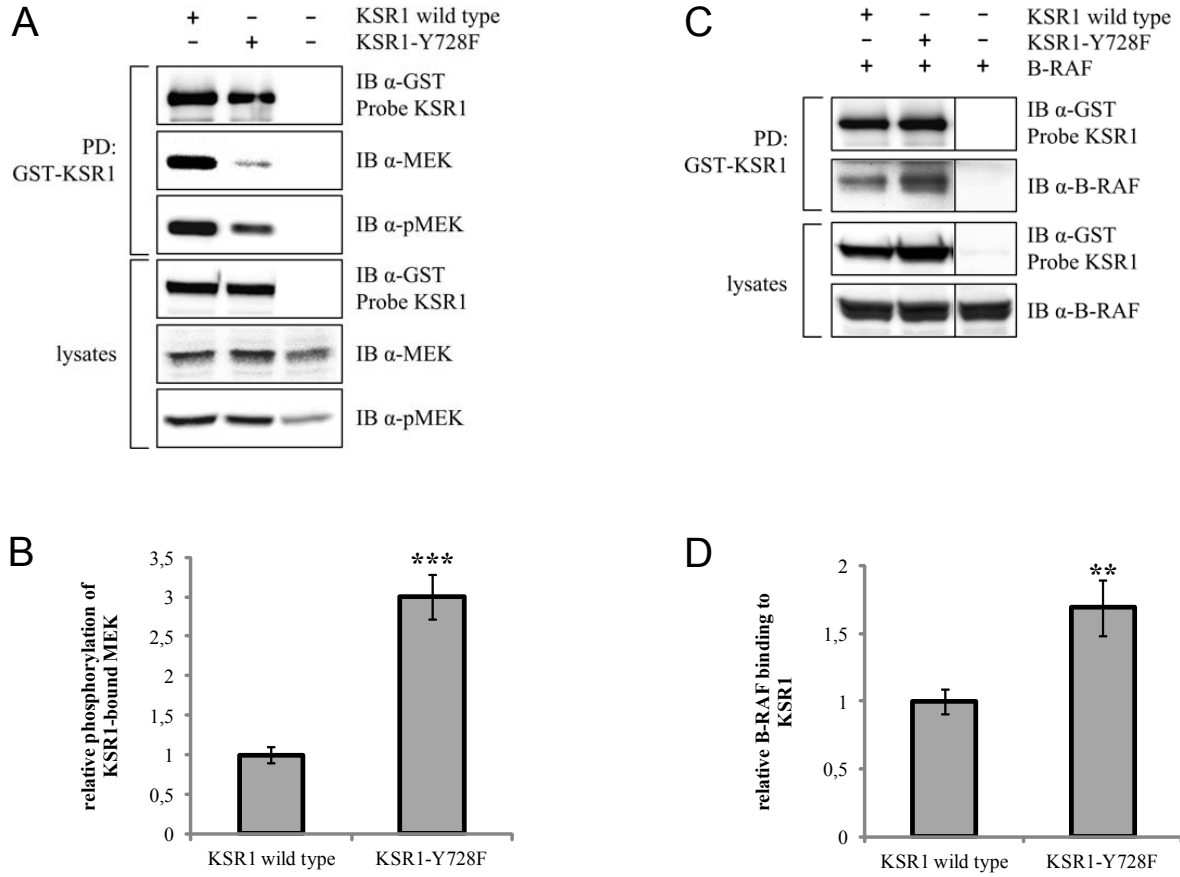 A
+ – – KSR1 wild type
– + – KSR1-Y728F
PD:
GST-KSR1
IB α-GST
Probe KSR1
IB α-MEK
IB α-pMEK
lysates
IB α-GST
Probe KSR1
IB α-MEK
IB α-pMEK
C
+ – – KSR1 wild type
– + – KSR1-Y728F
+ + + B-RAF
PD:
GST-KSR1
IB α-GST
Probe KSR1
IB α-B-RAF
lysates
IB α-GST
Probe KSR1
IB α-B-RAF
B
relative phosphorylation of
KSR1-bound MEK
3,5
3
2,5
2
1,5
1
0,5
0
***
KSR1 wild type
KSR1-Y728F
D
relative B-RAF binding to
KSR1
2
1,5
1
0,5
0
**
KSR1 wild type
KSR1-Y728F